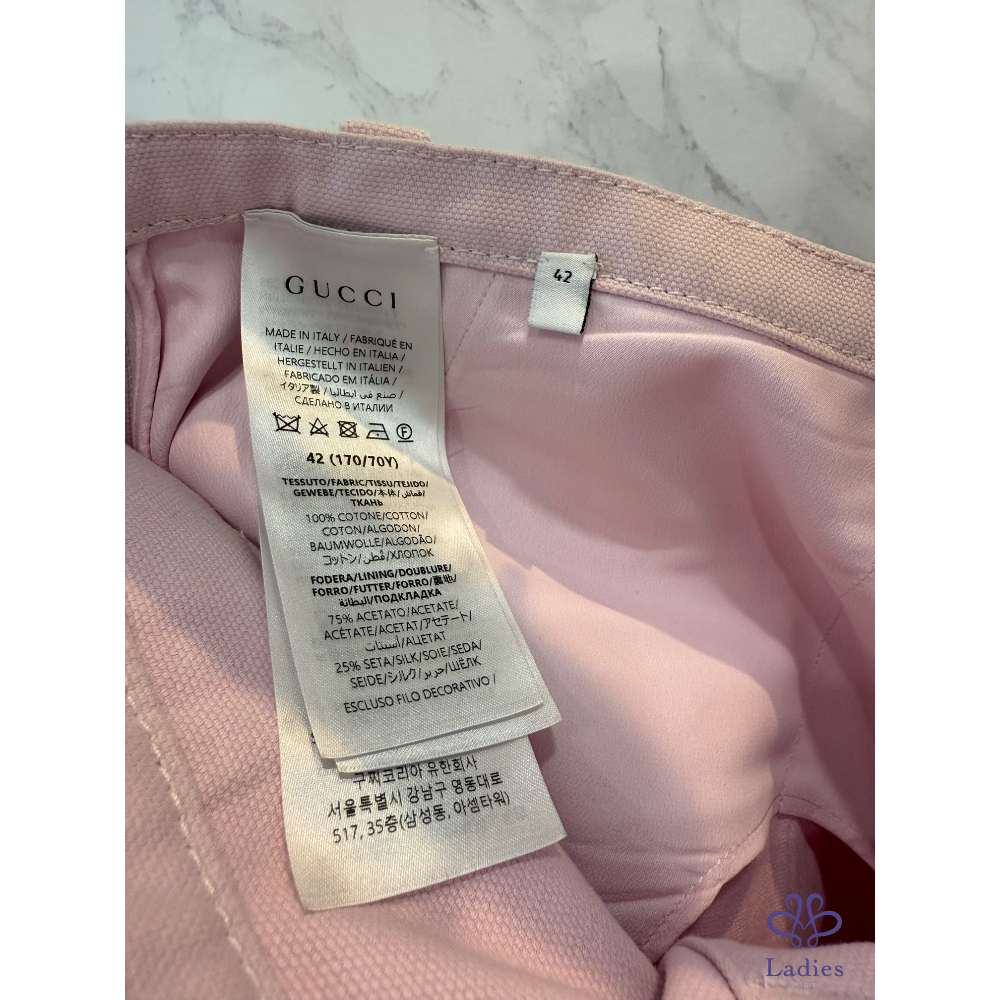 GUCCI
MADE IN ITALY / FABRIQUÉ EN
ITALIE / HECHO EN ITALIA /
HERGESTELLT IN ITALIEN /
FABRICADO EM ITÁLIA /
イタリア製 / صنع في ايطاليا /
СДЕЛАНО В ИТАЛИИ
F
42 (170/70Y)
TESSUTO/FABRIC/TISSU/TEJIDO/
GEWEBE/TECIDO/本体/قماش/
ТКАНЬ
100% COTONE/COTTON/
COTON/ALGODON/
BAUMWOLLE/ALGODÃO/
コットン/قطن/ХЛОПОК
FODERA/LINING/DOUBLURE/
FORRO/FUTTER/FORRO/裏地/
البطانة/ПОДКЛАДКА
75% ACETATO/ACETATE/
ACÉTATE/ACETAT/アセテート/
أسيتات/АЦЕТАТ
25% SETA/SILK/SOIE/SEDA/
SEIDE/シルク/حرير/ШЁЛК
ESCLUSO FILO DECORATIVO /
구찌코리아 유한회사
서울특별시 강남구 영동대로
517, 35층(삼성동, 아셈타워)
42
Ladies